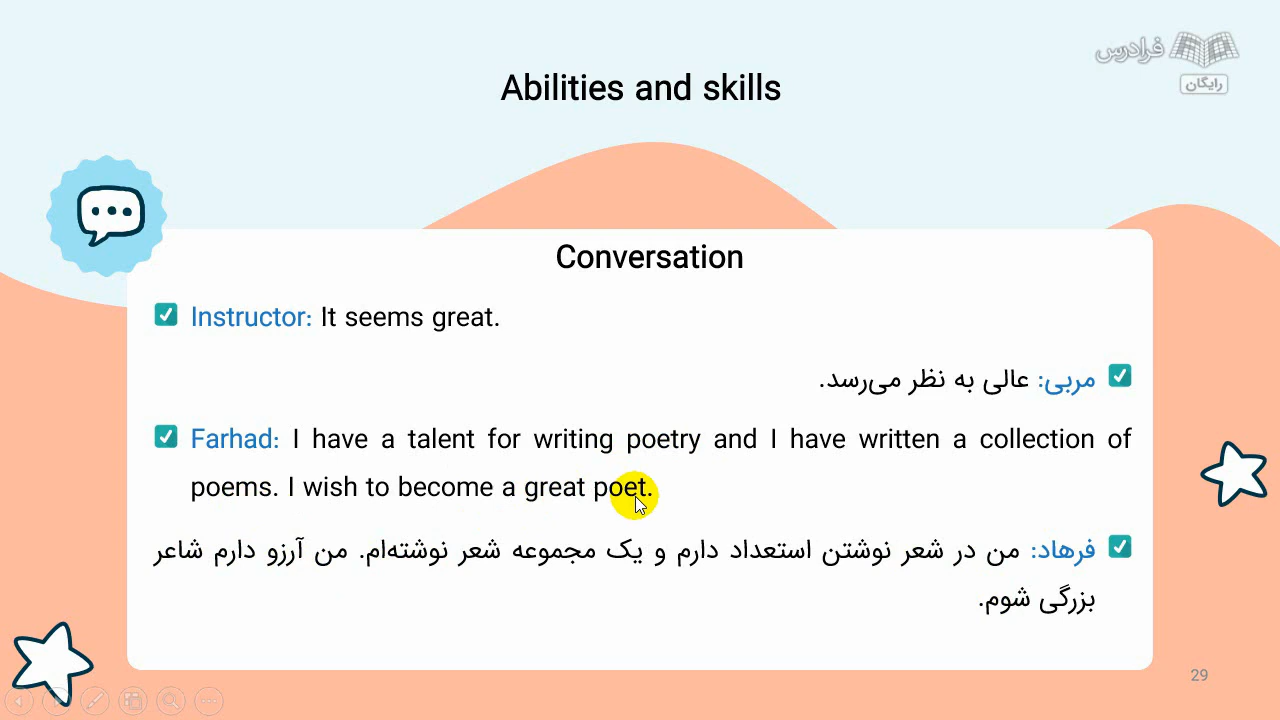 فرادرس
رایگان
Abilities and skills
Conversation
Instructor: It seems great.
مربی: عالی به نظر می‌رسد.
Farhad: I have a talent for writing poetry and I have written a collection of
poems. I wish to become a great poet.
فرهاد: من در شعر نوشتن استعداد دارم و یک مجموعه شعر نوشته‌ام. من آرزو دارم شاعر
بزرگی شوم.
29